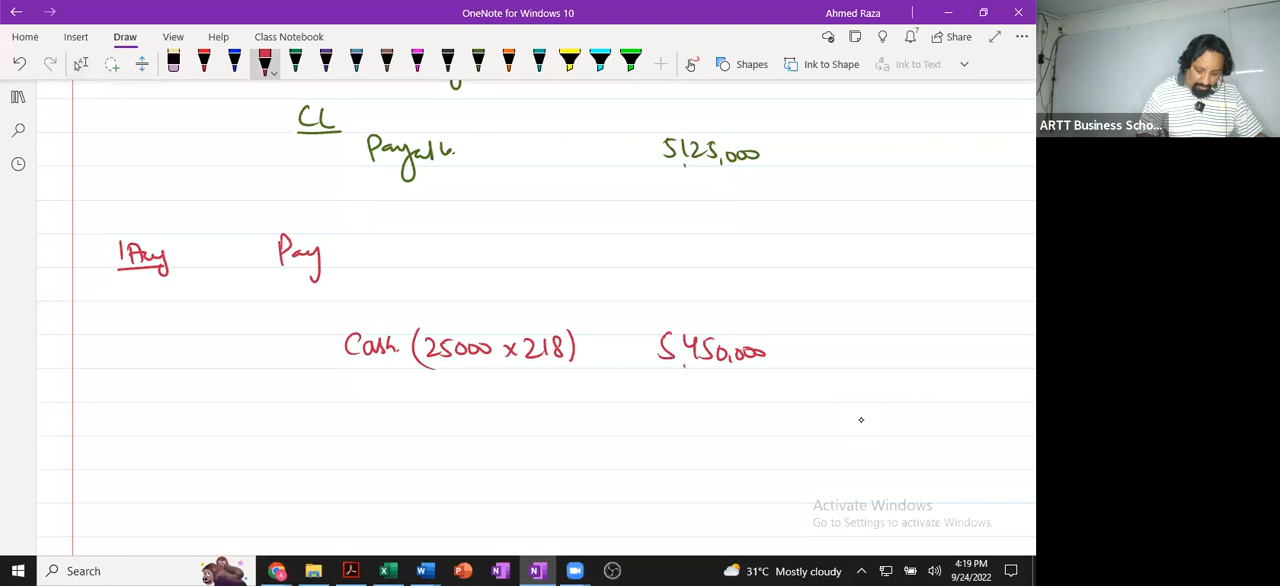 OneNote for Windows 10
Ahmed Raza
Home Insert Draw View Help Class Notebook
Share
Shapes Ink to Shape Ink to Text
ARTT Business Scho...
CL
5,125,000
Pay
Cash (25000 x 218) 5,450,000
Activate Windows
Go to Settings to activate Windows.
Search
31°C Mostly cloudy
4:19 PM
9/24/2022